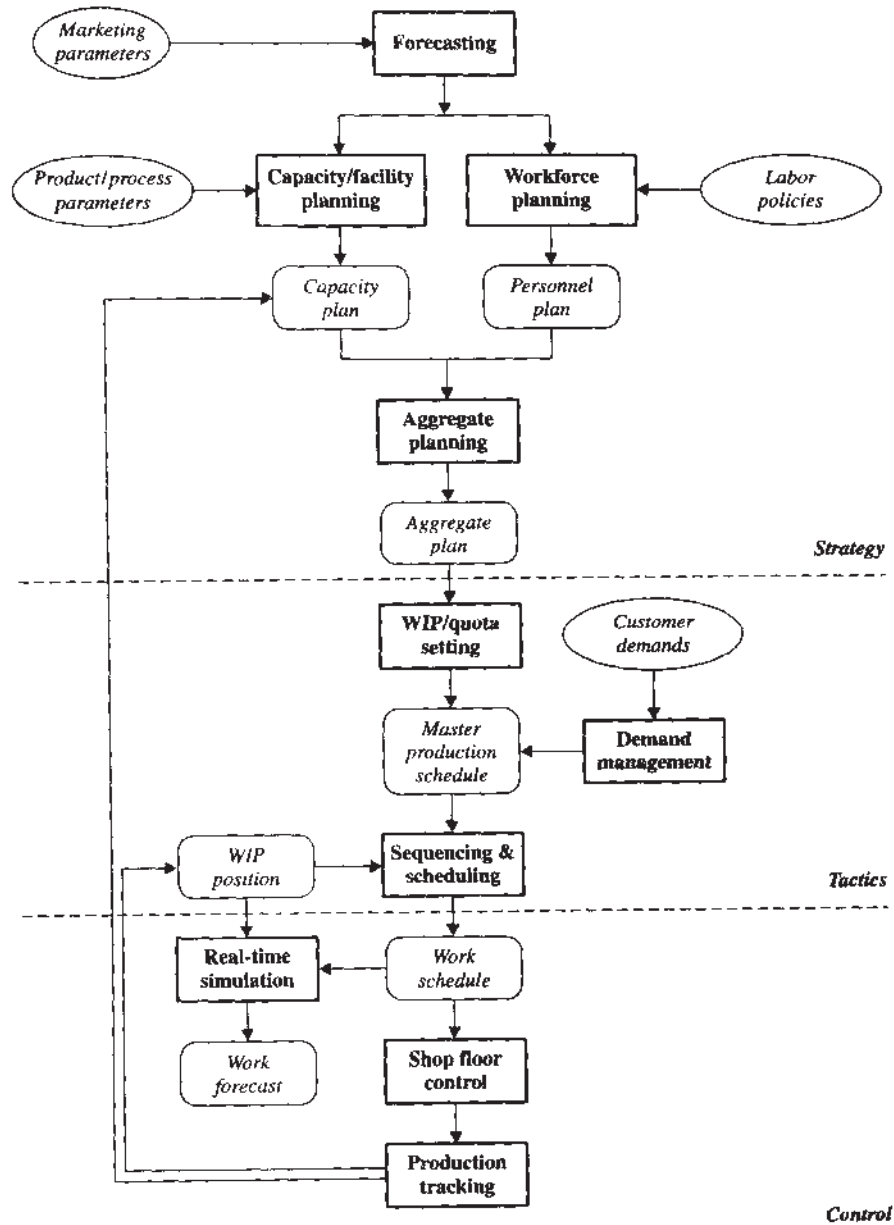 Marketing
parameters
Forecasting
Product/process
parameters
Capacity/facility
planning
Workforce
planning
Labor
policies
Capacity
plan
Personnel
plan
Aggregate
planning
Aggregate
plan
Strategy
WIP/quota
setting
Customer
demands
Master
production
schedule
Demand
management
WIP
position
Sequencing &
scheduling
Tactics
Real-time
simulation
Work
schedule
Work
forecast
Shop floor
control
Production
tracking
Control